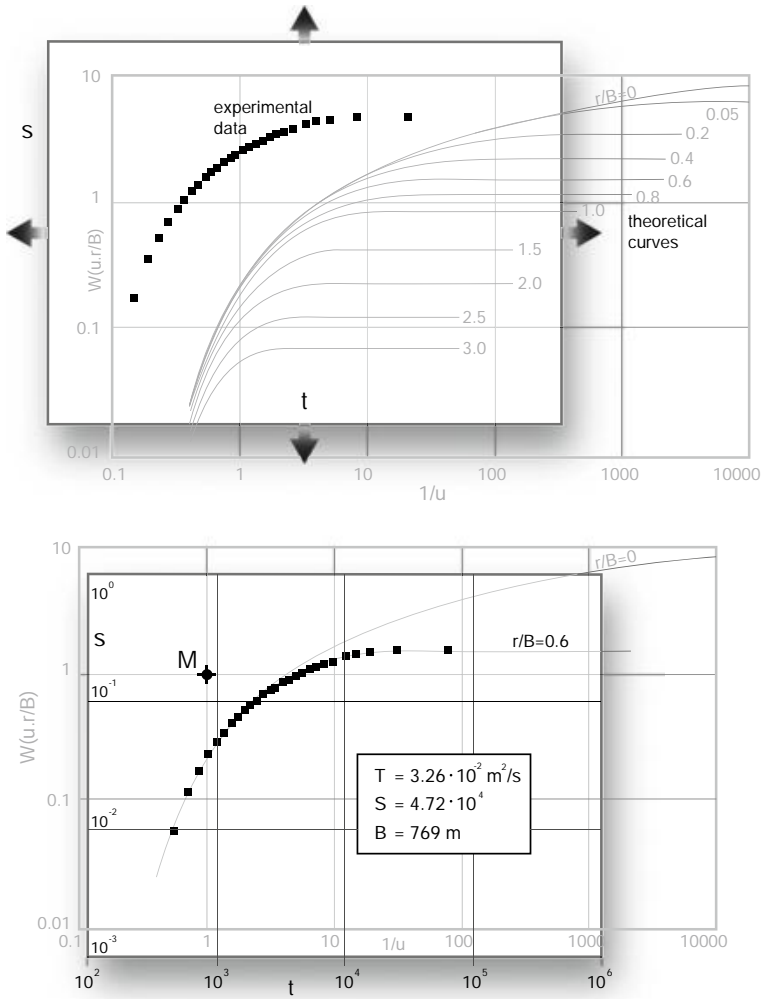 10
experimental
data
r/B=0
0.05
S
0.2
0.4
0.6
1
0.8
1.0
theoretical
curves
W(u.r/B)
1.5
2.0
0.1
2.5
3.0
t
0.01
0.1
1
10
100
1000
10000
1/u
10
r/B=0
10⁰
S
r/B=0.6
M
1
10⁻¹
W(u.r/B)
T = 3.26·10⁻² m²/s
S = 4.72·10⁴
B = 769 m
0.1
10⁻²
0.01
0.1
10⁻³
1
10
1/u
100
1000
10000
10²
10³
10⁴
10⁵
10⁶
t